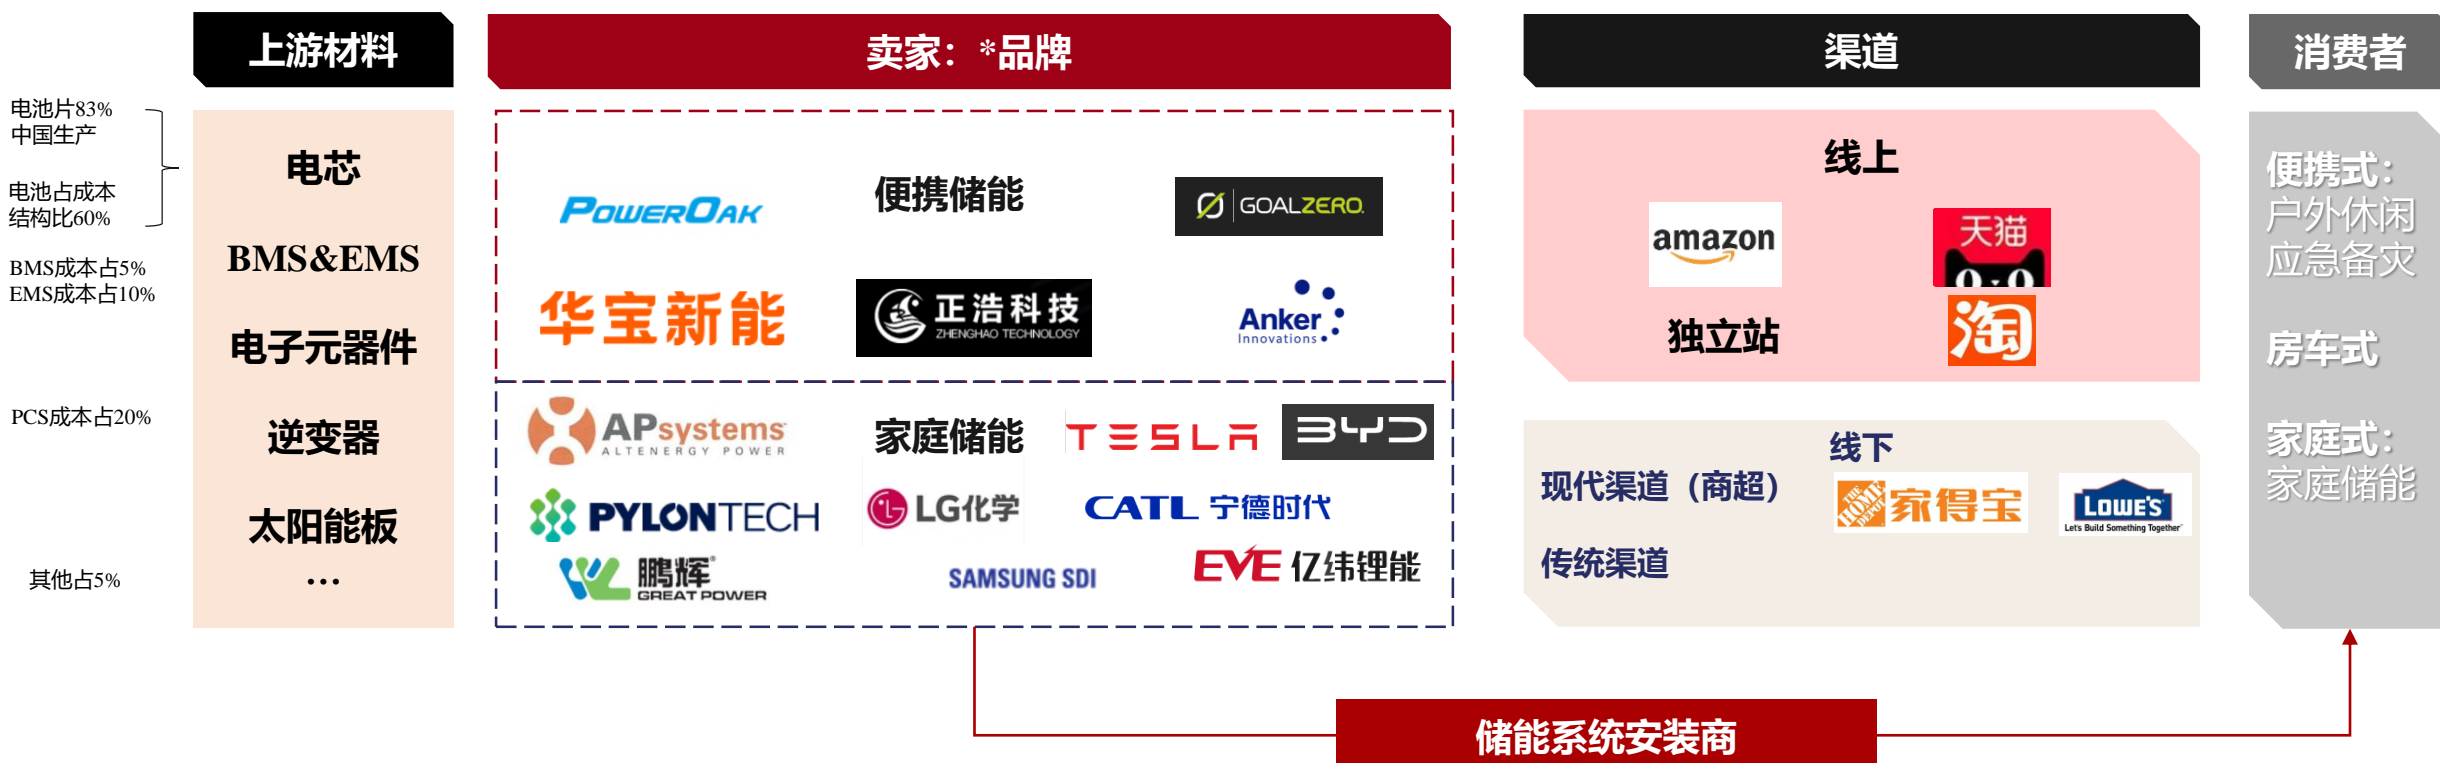 上游材料
卖家：*品牌
渠道
消费者
电池片83%
中国生产
电池占成本
结构比60%
BMS成本占5%
EMS成本占10%
PCS成本占20%
其他占5%
电芯
BMS&EMS
电子元器件
逆变器
太阳能板
…
便携储能
POWEROAK
GOALZERO
华宝新能
正浩科技
ZHENGHAO TECHNOLOGY
Anker
Innovations
家庭储能
APsystems
ALTENERGY POWER
TESLA
BYD
PYLONTECH
LG化学
CATL 宁德时代
鹏辉®
GREAT POWER
SAMSUNG SDI
EVE 亿纬锂能
线上
amazon
天猫
独立站
淘
线下
现代渠道（商超）
THE HOME DEPOT
家得宝
LOWE'S
Let's Build Something Together
传统渠道
便携式：
户外休闲
应急备灾
房车式
家庭式：
家庭储能
储能系统安装商